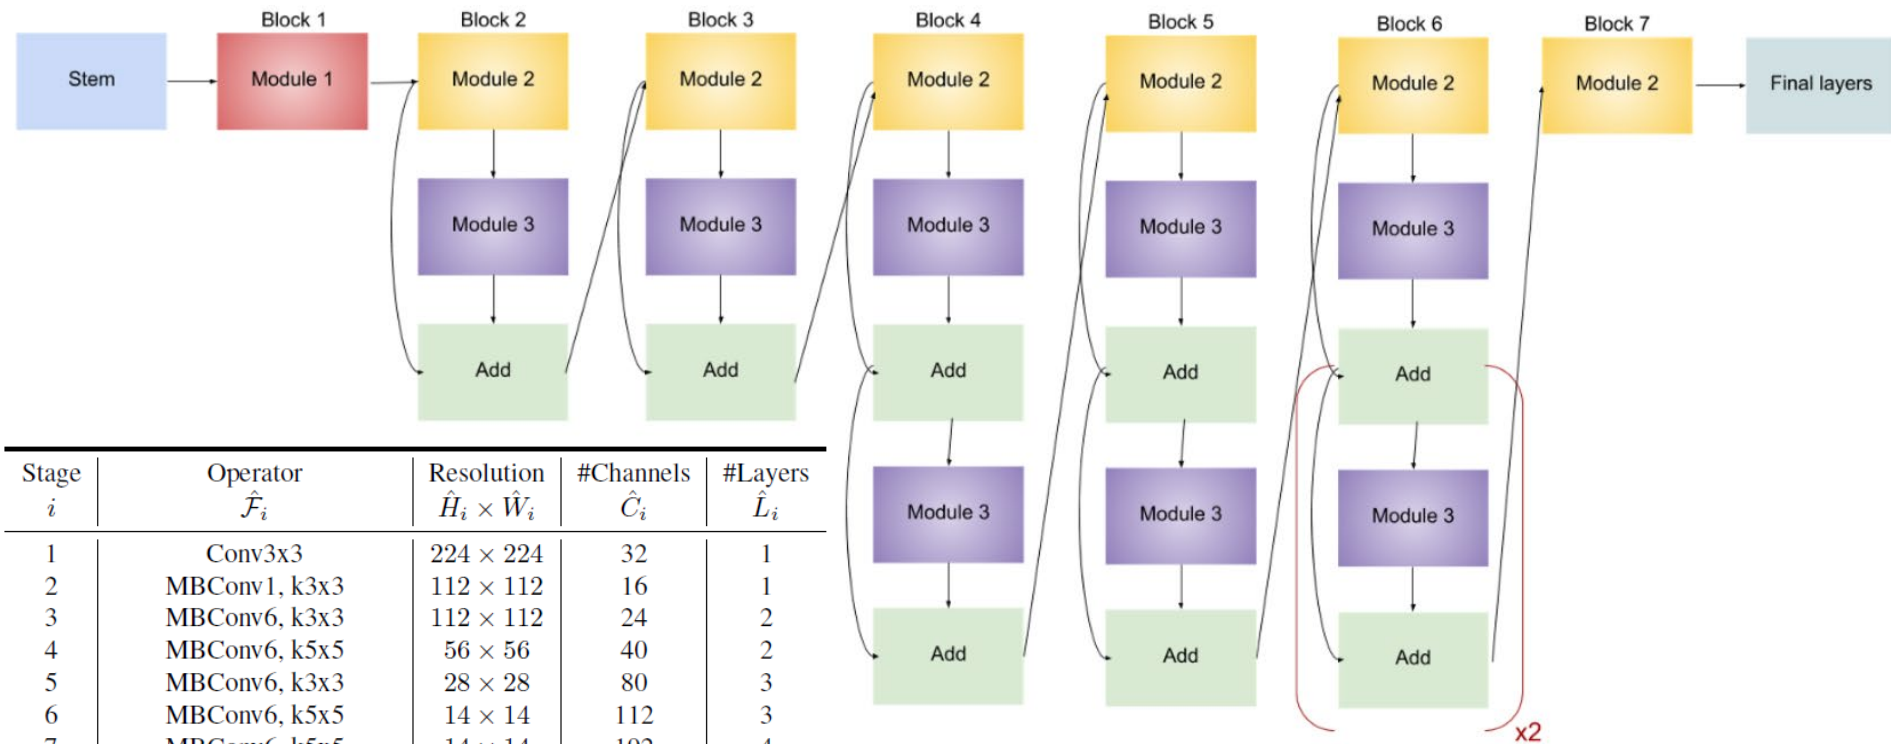 Block 1
Block 2
Block 3
Block 4
Block 5
Block 6
Block 7
Stem
Module 1
Module 2
Module 2
Module 2
Module 2
Module 2
Module 2
Final layers
Module 3
Module 3
Module 3
Module 3
Module 3
Add
Add
Add
Add
Add
Module 3
Module 3
Module 3
Add
Add
Add
x2
Stage Operator Resolution #Channels #Layers
i F̂i Ĥi × Ŵi Ĉi L̂i
1 Conv3x3 224 × 224 32 1
2 MBConv1, k3x3 112 × 112 16 1
3 MBConv6, k3x3 112 × 112 24 2
4 MBConv6, k5x5 56 × 56 40 2
5 MBConv6, k3x3 28 × 28 80 3
6 MBConv6, k5x5 14 × 14 112 3